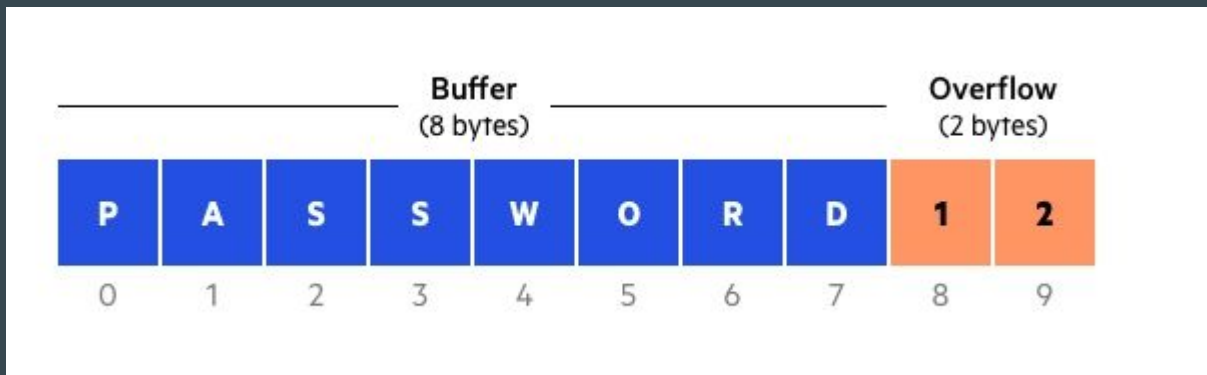 Buffer Overflow
(8 bytes) (2 bytes)
P A S S W O R D 1 2
0 1 2 3 4 5 6 7 8 9